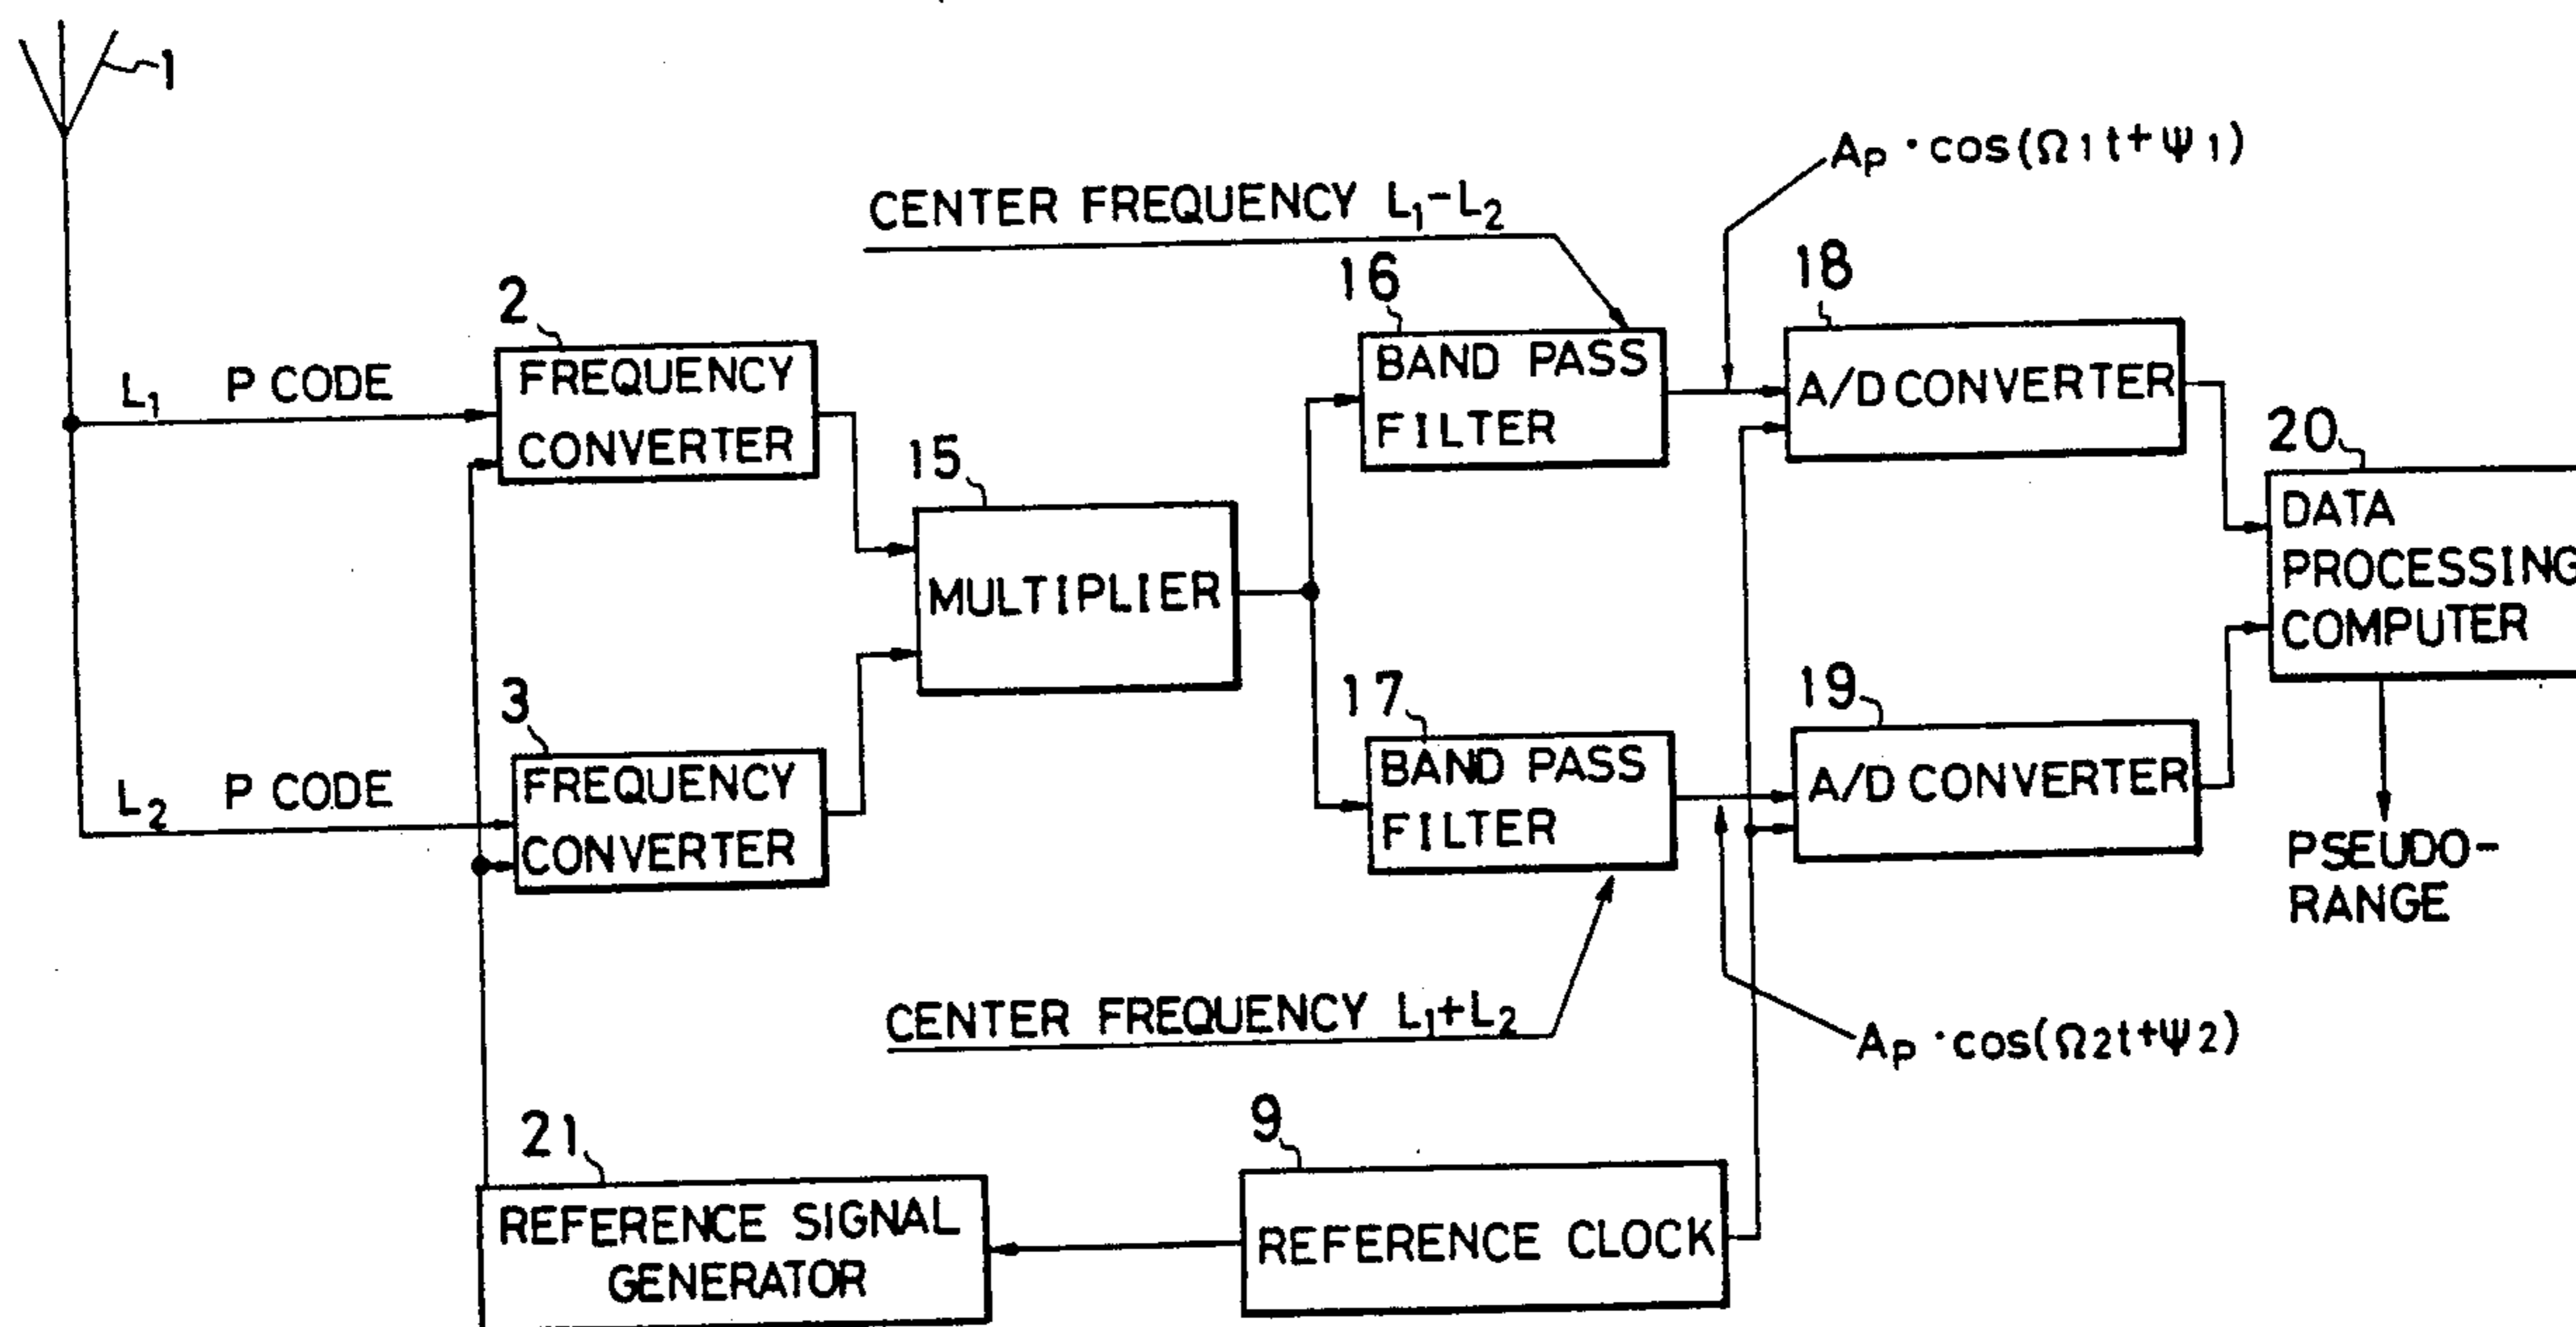 1
A_P · cos(Ω1t+Ψ1)
CENTER FREQUENCY L₁-L₂
2
16
18
L₁ P CODE
FREQUENCY
CONVERTER
BAND PASS
FILTER
A/D CONVERTER
15
MULTIPLIER
20
DATA
PROCESSING
COMPUTER
3
17
19
L₂ P CODE
FREQUENCY
CONVERTER
BAND PASS
FILTER
A/D CONVERTER
PSEUDO-
RANGE
CENTER FREQUENCY L₁+L₂
A_P · cos(Ω2t+Ψ2)
21
9
REFERENCE SIGNAL
GENERATOR
REFERENCE CLOCK